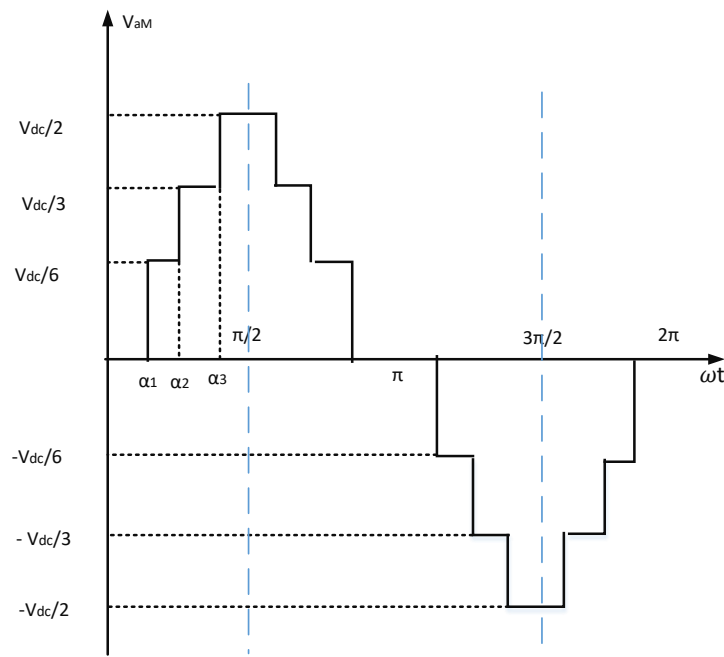 VaM
Vdc/2
Vdc/3
Vdc/6
π/2
3π/2
2π
α1 α2 α3
π
ωt
-Vdc/6
- Vdc/3
-Vdc/2